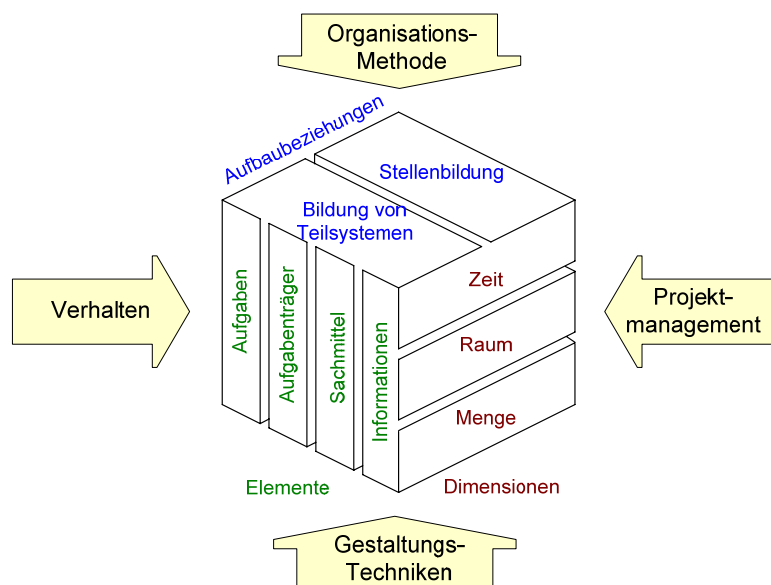 Organisations-
Methode
Aufbaubeziehungen
Stellenbildung
Bildung von
Teilsystemen
Verhalten
Aufgaben
Aufgabenträger
Sachmittel
Informationen
Zeit
Raum
Menge
Projekt-
management
Elemente
Dimensionen
Gestaltungs-
Techniken